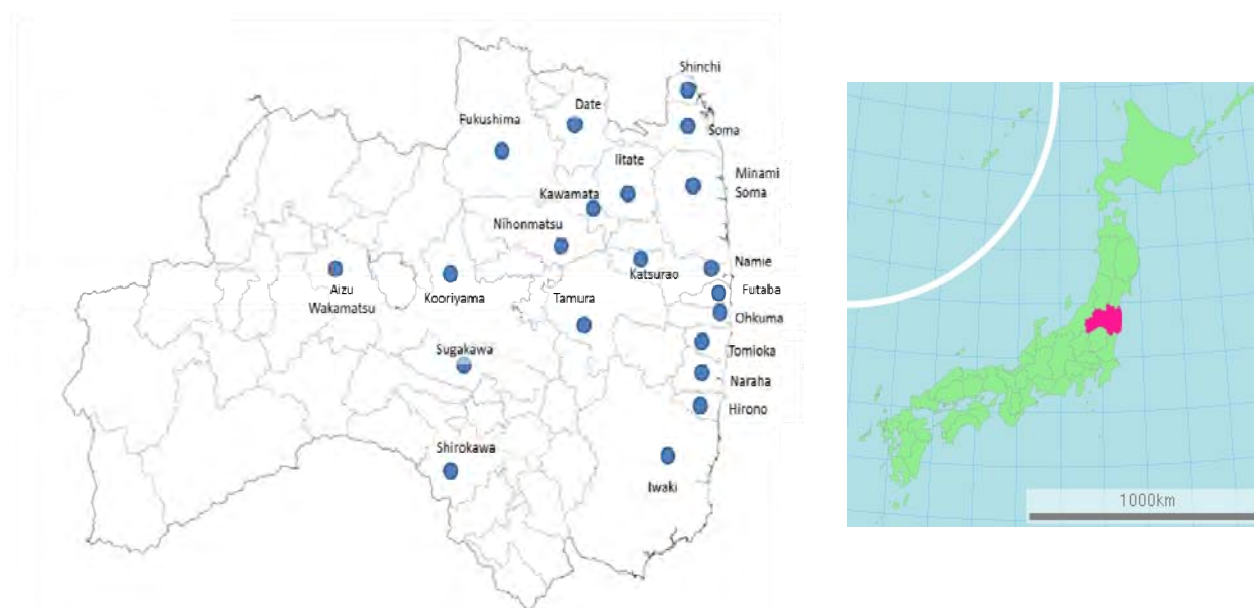 Shinchi
Date
Fukushima
Soma
Iitate
Minami
Soma
Kawamata
Nihonmatsu
Namie
Katsurao
Aizu
Wakamatsu
Kooriyama
Tamura
Futaba
Ohkuma
Sugakawa
Tomioka
Naraha
Hirono
Shirokawa
Iwaki
1000km